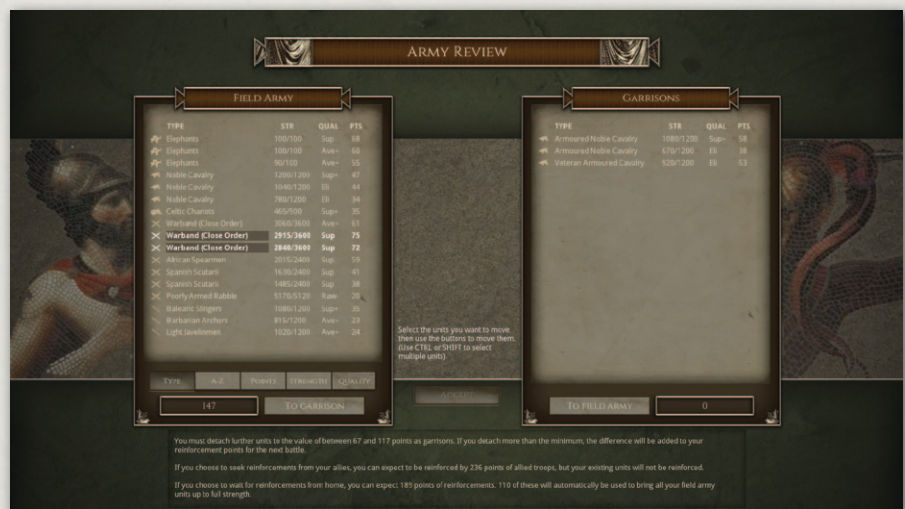 ARMY REVIEW
FIELD ARMY
TYPE STR QUAL PTS
Elephants 100/100 Sup 68
Elephants 100/100 Ave+ 60
Elephants 90/100 Ave+ 55
Noble Cavalry 1200/1200 Sup+ 47
Noble Cavalry 1040/1200 Eli 44
Noble Cavalry 780/1200 Eli 34
Celtic Chariots 465/500 Sup+ 35
Warband (Close Order) 3060/3600 Ave+ 61
Warband (Close Order) 2915/3600 Sup 75
Warband (Close Order) 2840/3600 Sup 72
African Spearmen 2015/2400 Sup 59
Spanish Scutarii 1630/2400 Sup 41
Spanish Scutarii 1485/2400 Sup 38
Poorly Armed Rabble 5120 Raw
Balearic Slingers 1080/1200 Sup+ 35
Barbarian Archers 815/1200 Ave+ 23
Light Javelinmen 1020/1200 Ave+ 24
TYPE A-Z POINTS STRENGTH QUALITY
147 TO GARRISON
Select the units you want to move
then use the buttons to move them.
(Use CTRL or SHIFT to select
multiple units)
ACCEPT
GARRISONS
TYPE STR QUAL PTS
Armoured Noble Cavalry 1080/1200 Sup+ 58
Armoured Noble Cavalry 670/1200 Eli 38
Veteran Armoured Cavalry 920/1200 Eli 53
TO FIELD ARMY 0
You must detach further units to the value of between 67 and 117 points as garrisons. If you detach more than the minimum, the difference will be added to your
reinforcement points for the next battle.
If you choose to seek reinforcements from your allies, you can expect to be reinforced by 236 points of allied troops, but your existing units will not be reinforced.
If you choose to wait for reinforcements from home, you can expect 185 points of reinforcements. 110 of these will automatically be used to bring all your field army
units up to full strength.